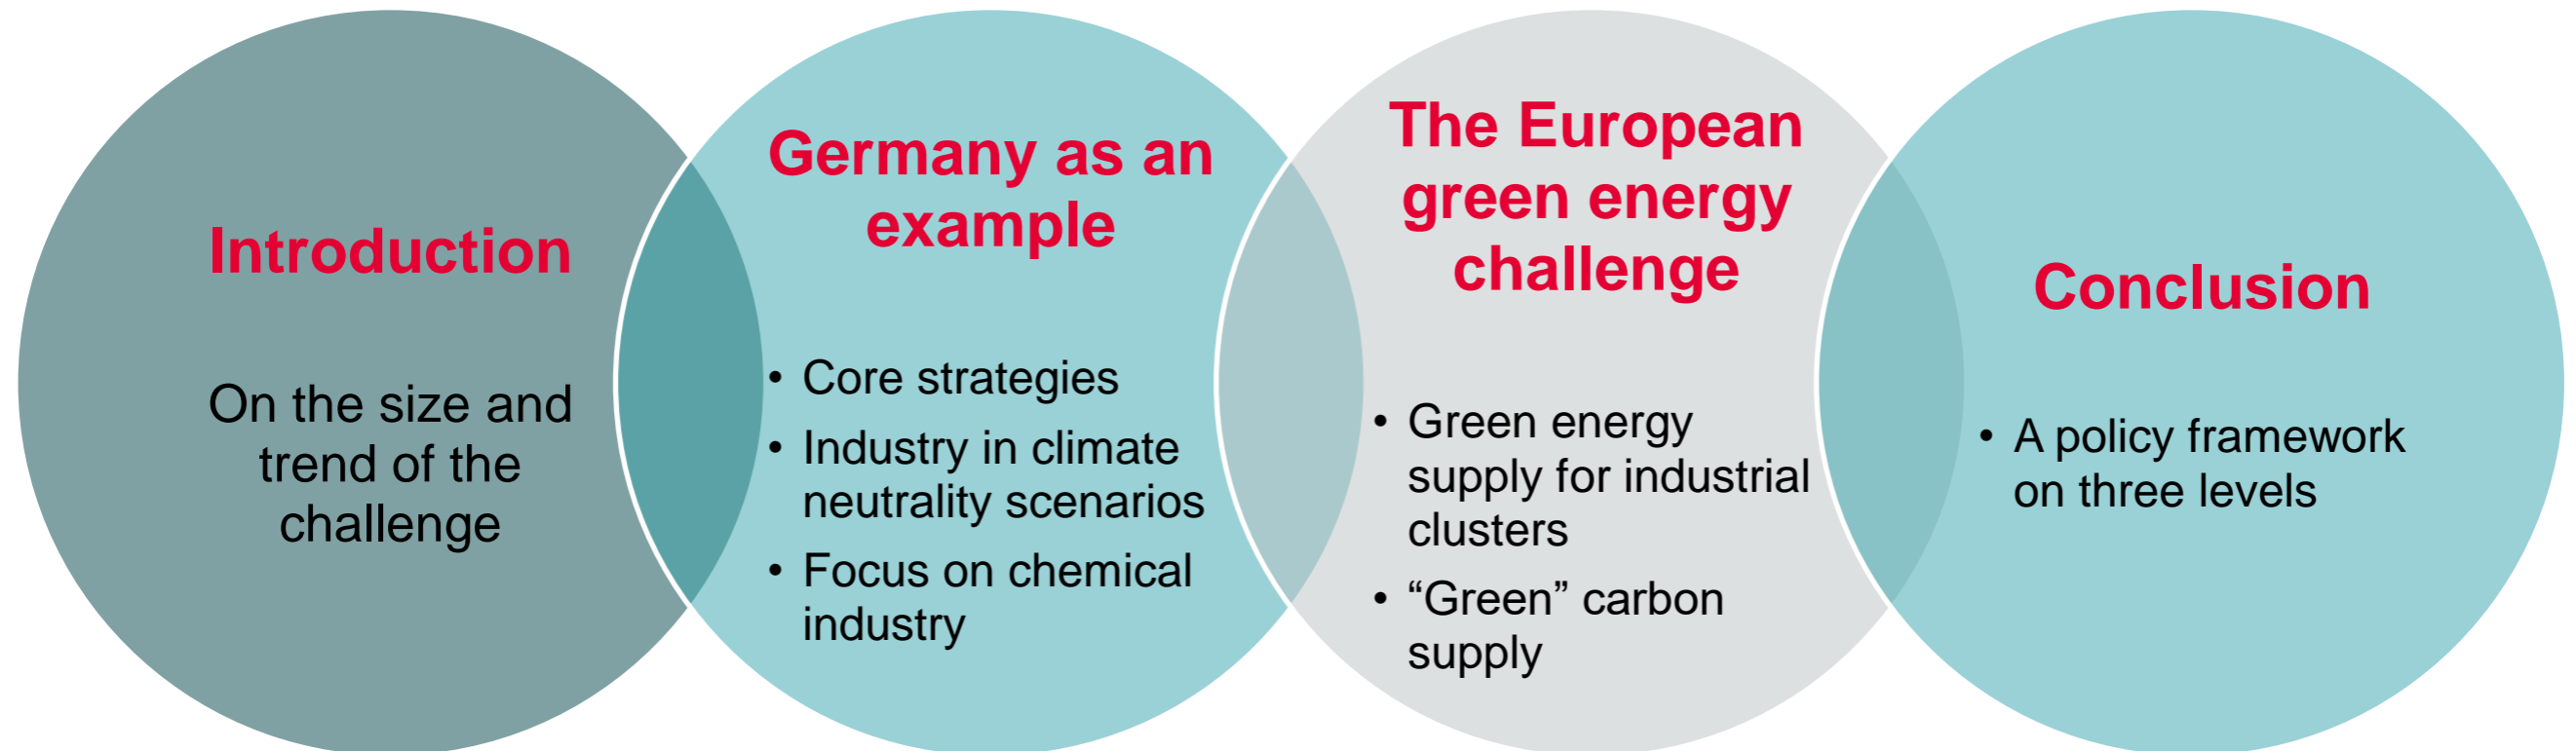 Introduction
On the size and
trend of the
challenge
Germany as an
example
• Core strategies
• Industry in climate
neutrality scenarios
• Focus on chemical
industry
The European
green energy
challenge
• Green energy
supply for industrial
clusters
• “Green” carbon
supply
Conclusion
• A policy framework
on three levels